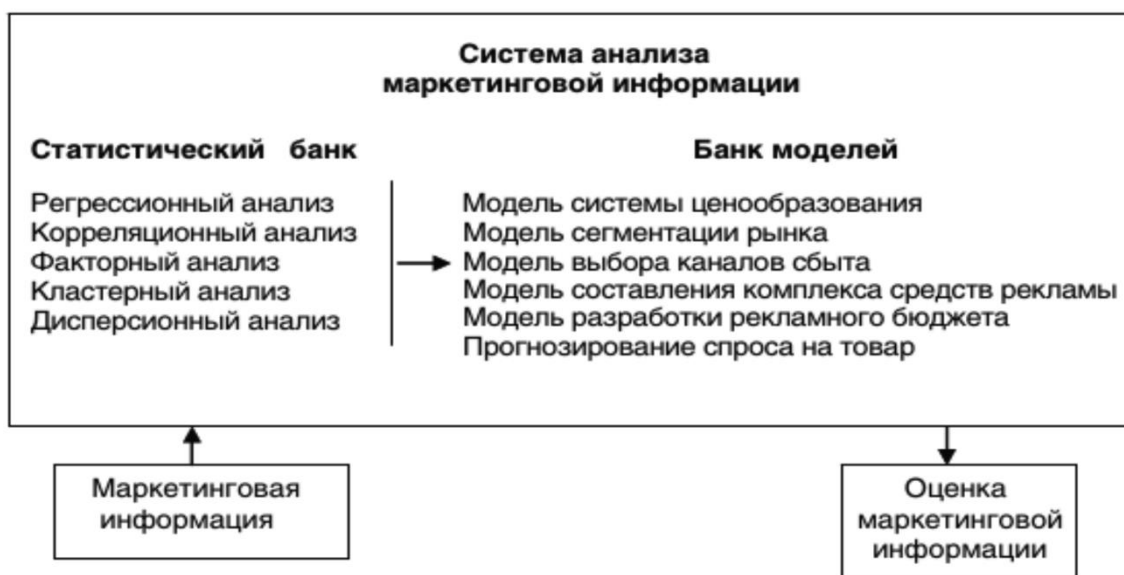 Система анализа
маркетинговой информации
Статистический банк
Регрессионный анализ
Корреляционный анализ
Факторный анализ
Кластерный анализ
Дисперсионный анализ
Банк моделей
Модель системы ценообразования
Модель сегментации рынка
Модель выбора каналов сбыта
Модель составления комплекса средств рекламы
Модель разработки рекламного бюджета
Прогнозирование спроса на товар
Маркетинговая
информация
Оценка
маркетинговой
информации